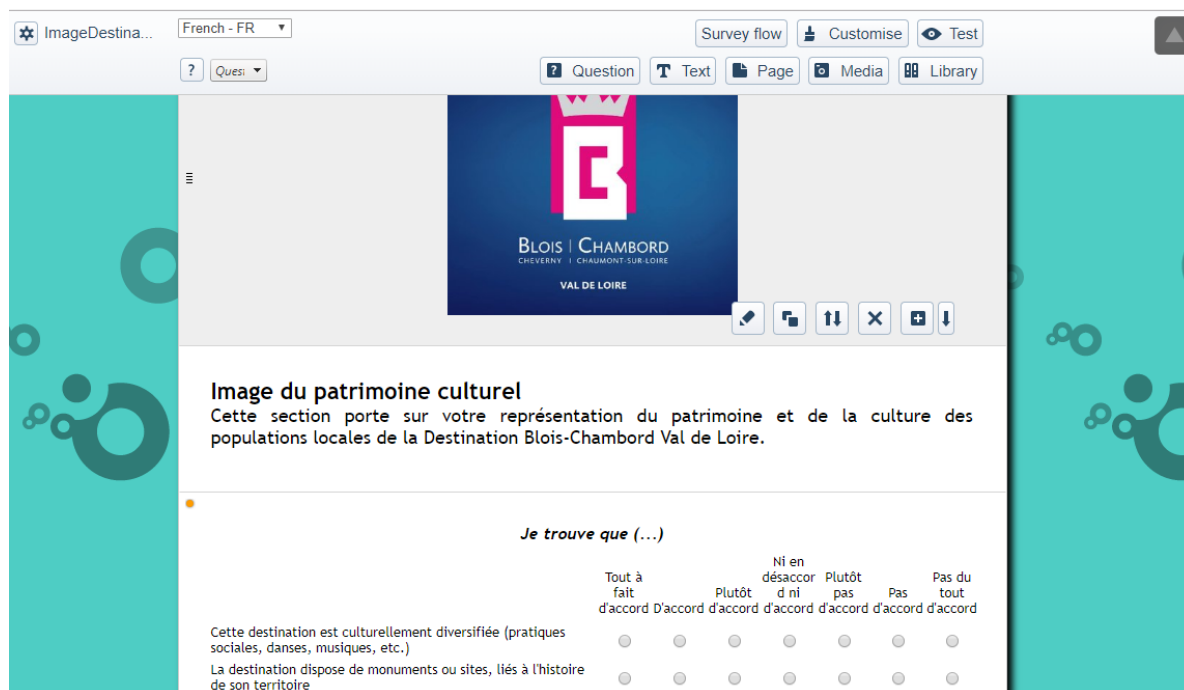 ImageDestina...
French - FR
Survey flow
Customise
Test
?
Ques
? Question
T Text
Page
Media
Library
B
BLOIS | CHAMBORD
CHEVERNY | CHAUMONT-SUR-LOIRE
VAL DE LOIRE
Image du patrimoine culturel
Cette section porte sur votre représentation du patrimoine et de la culture des
populations locales de la Destination Blois-Chambord Val de Loire.
Je trouve que (...)
Tout à fait d'accord
D'accord
Plutôt d'accord
Ni en désaccor d ni d'accord
Plutôt pas d'accord
Pas d'accord
Pas du tout d'accord
Cette destination est culturellement diversifiée (pratiques
sociales, danses, musiques, etc.)
La destination dispose de monuments ou sites, liés à l'histoire
de son territoire